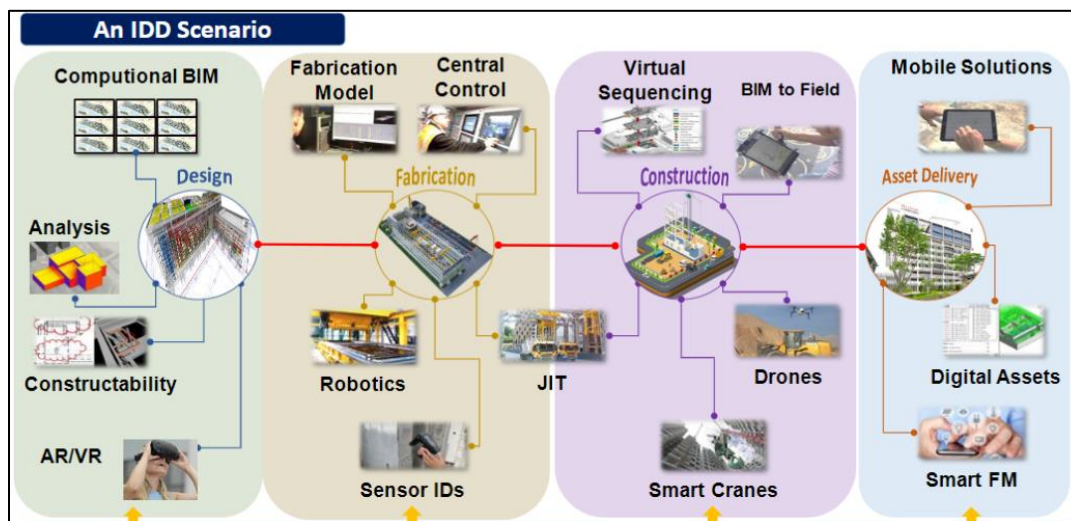 An IDD Scenario
Computional BIM
Design
Analysis
Constructability
AR/VR
Fabrication
Model
Central
Control
Fabrication
Robotics
JIT
Sensor IDs
Virtual
Sequencing
BIM to Field
Construction
Drones
Smart Cranes
Mobile Solutions
Asset Delivery
Digital Assets
Smart FM